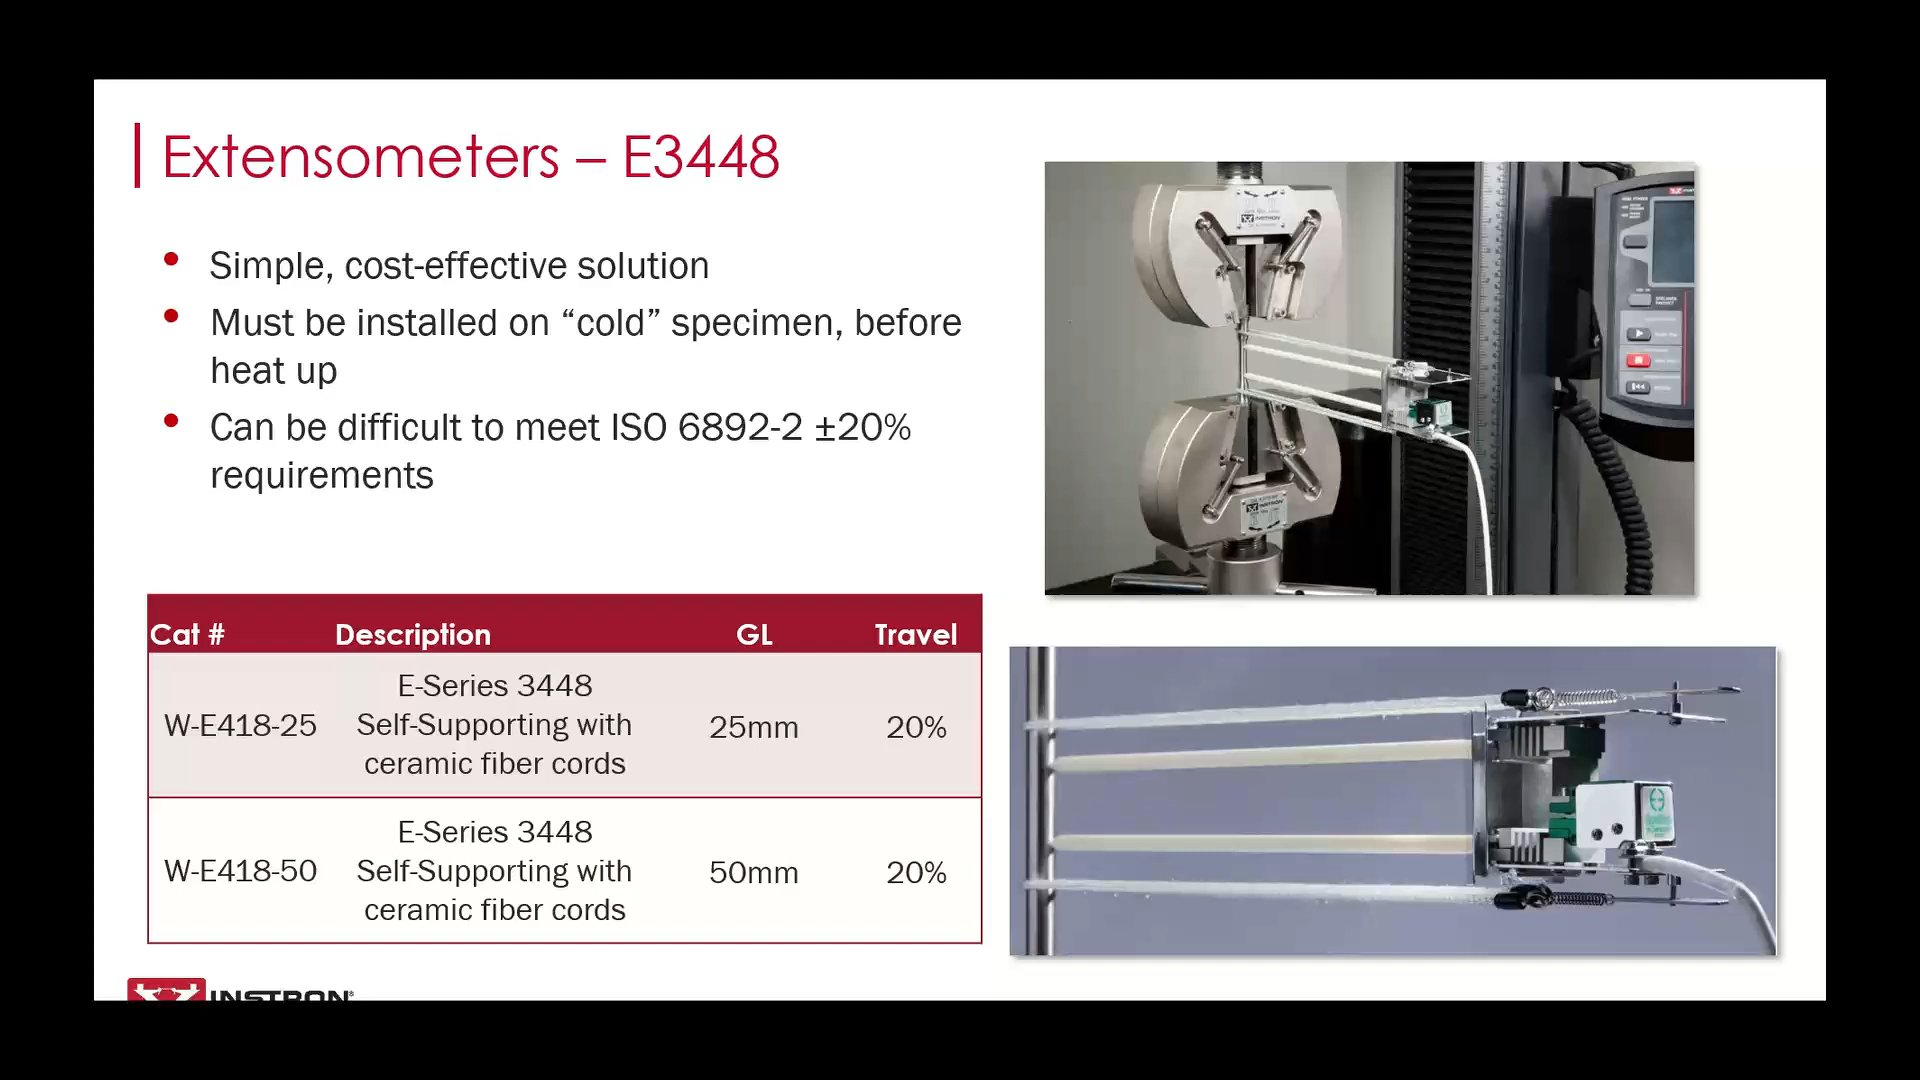 Extensometers – E3448
• Simple, cost-effective solution
• Must be installed on “cold” specimen, before
heat up
• Can be difficult to meet ISO 6892-2 ±20%
requirements
Cat # Description GL Travel
E-Series 3448
W-E418-25 Self-Supporting with 25mm 20%
ceramic fiber cords
E-Series 3448
W-E418-50 Self-Supporting with 50mm 20%
ceramic fiber cords
INSTRON®
INSTRON
INSTRON